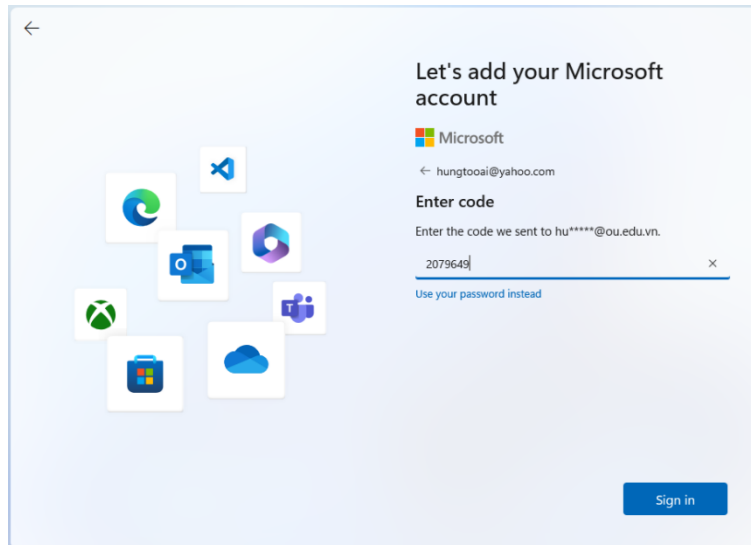 Let's add your Microsoft
account
Microsoft
hungtooai@yahoo.com
Enter code
Enter the code we sent to hu*****@ou.edu.vn.
2079649
Use your password instead
Sign in